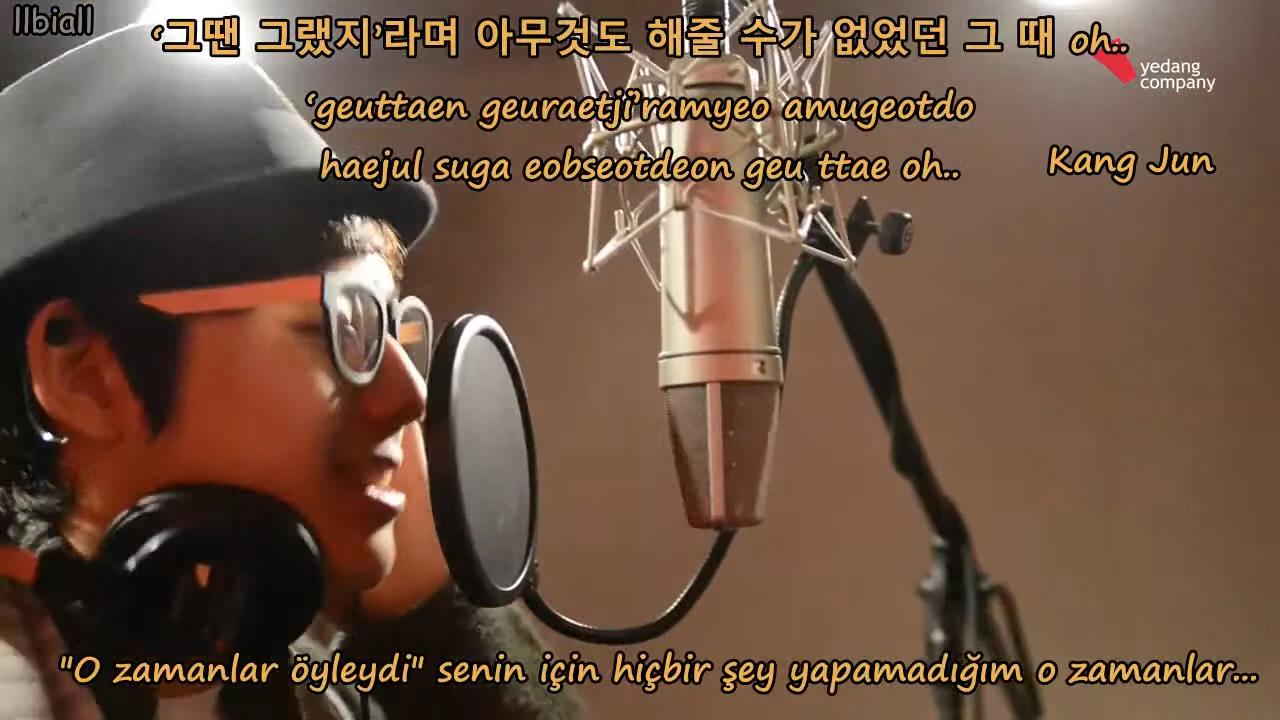 llbiall
‘그땐 그랬지’라며 아무것도 해줄 수가 없었던 그 때 oh..
yedang
company
‘geuttaen geuraetji’ramyeo amugeotdo
haejul suga eobseotdeon geu ttae oh..
Kang Jun
"O zamanlar öyleydi" senin için hiçbir şey yapamadığım o zamanlar...